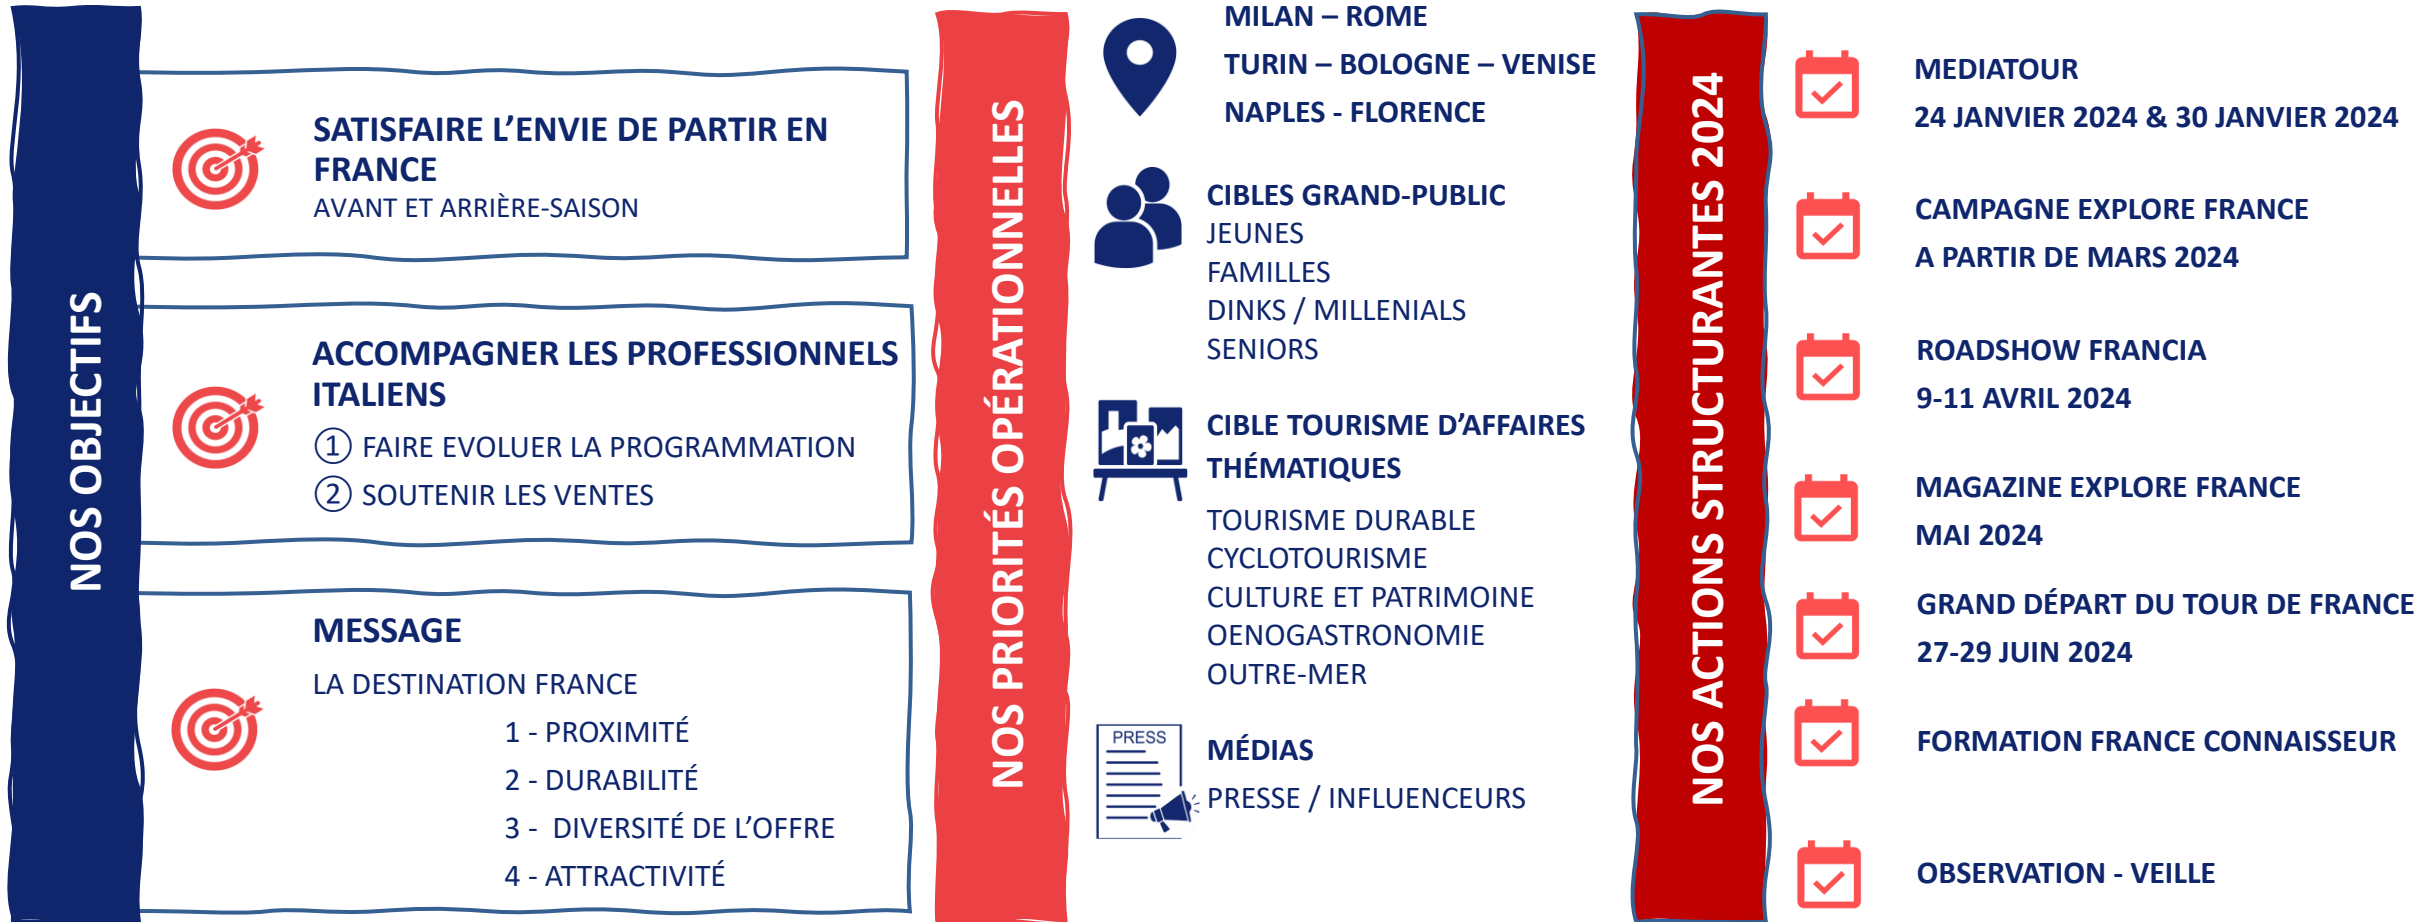 NOS OBJECTIFS
SATISFAIRE L’ENVIE DE PARTIR EN
FRANCE
AVANT ET ARRIÈRE-SAISON
ACCOMPAGNER LES PROFESSIONNELS
ITALIENS
① FAIRE EVOLUER LA PROGRAMMATION
② SOUTENIR LES VENTES
MESSAGE
LA DESTINATION FRANCE
1 - PROXIMITÉ
2 - DURABILITÉ
3 - DIVERSITÉ DE L’OFFRE
4 - ATTRACTIVITÉ
NOS PRIORITÉS OPÉRATIONNELLES
MILAN – ROME
TURIN – BOLOGNE – VENISE
NAPLES - FLORENCE
CIBLES GRAND-PUBLIC
JEUNES
FAMILLES
DINKS / MILLENIALS
SENIORS
CIBLE TOURISME D’AFFAIRES
THÉMATIQUES
TOURISME DURABLE
CYCLOTOURISME
CULTURE ET PATRIMOINE
OENOGASTRONOMIE
OUTRE-MER
PRESS
MÉDIAS
PRESSE / INFLUENCEURS
NOS ACTIONS STRUCTURANTES 2024
MEDIATOUR
24 JANVIER 2024 & 30 JANVIER 2024
CAMPAGNE EXPLORE FRANCE
A PARTIR DE MARS 2024
ROADSHOW FRANCIA
9-11 AVRIL 2024
MAGAZINE EXPLORE FRANCE
MAI 2024
GRAND DÉPART DU TOUR DE FRANCE
27-29 JUIN 2024
FORMATION FRANCE CONNAISSEUR
OBSERVATION - VEILLE